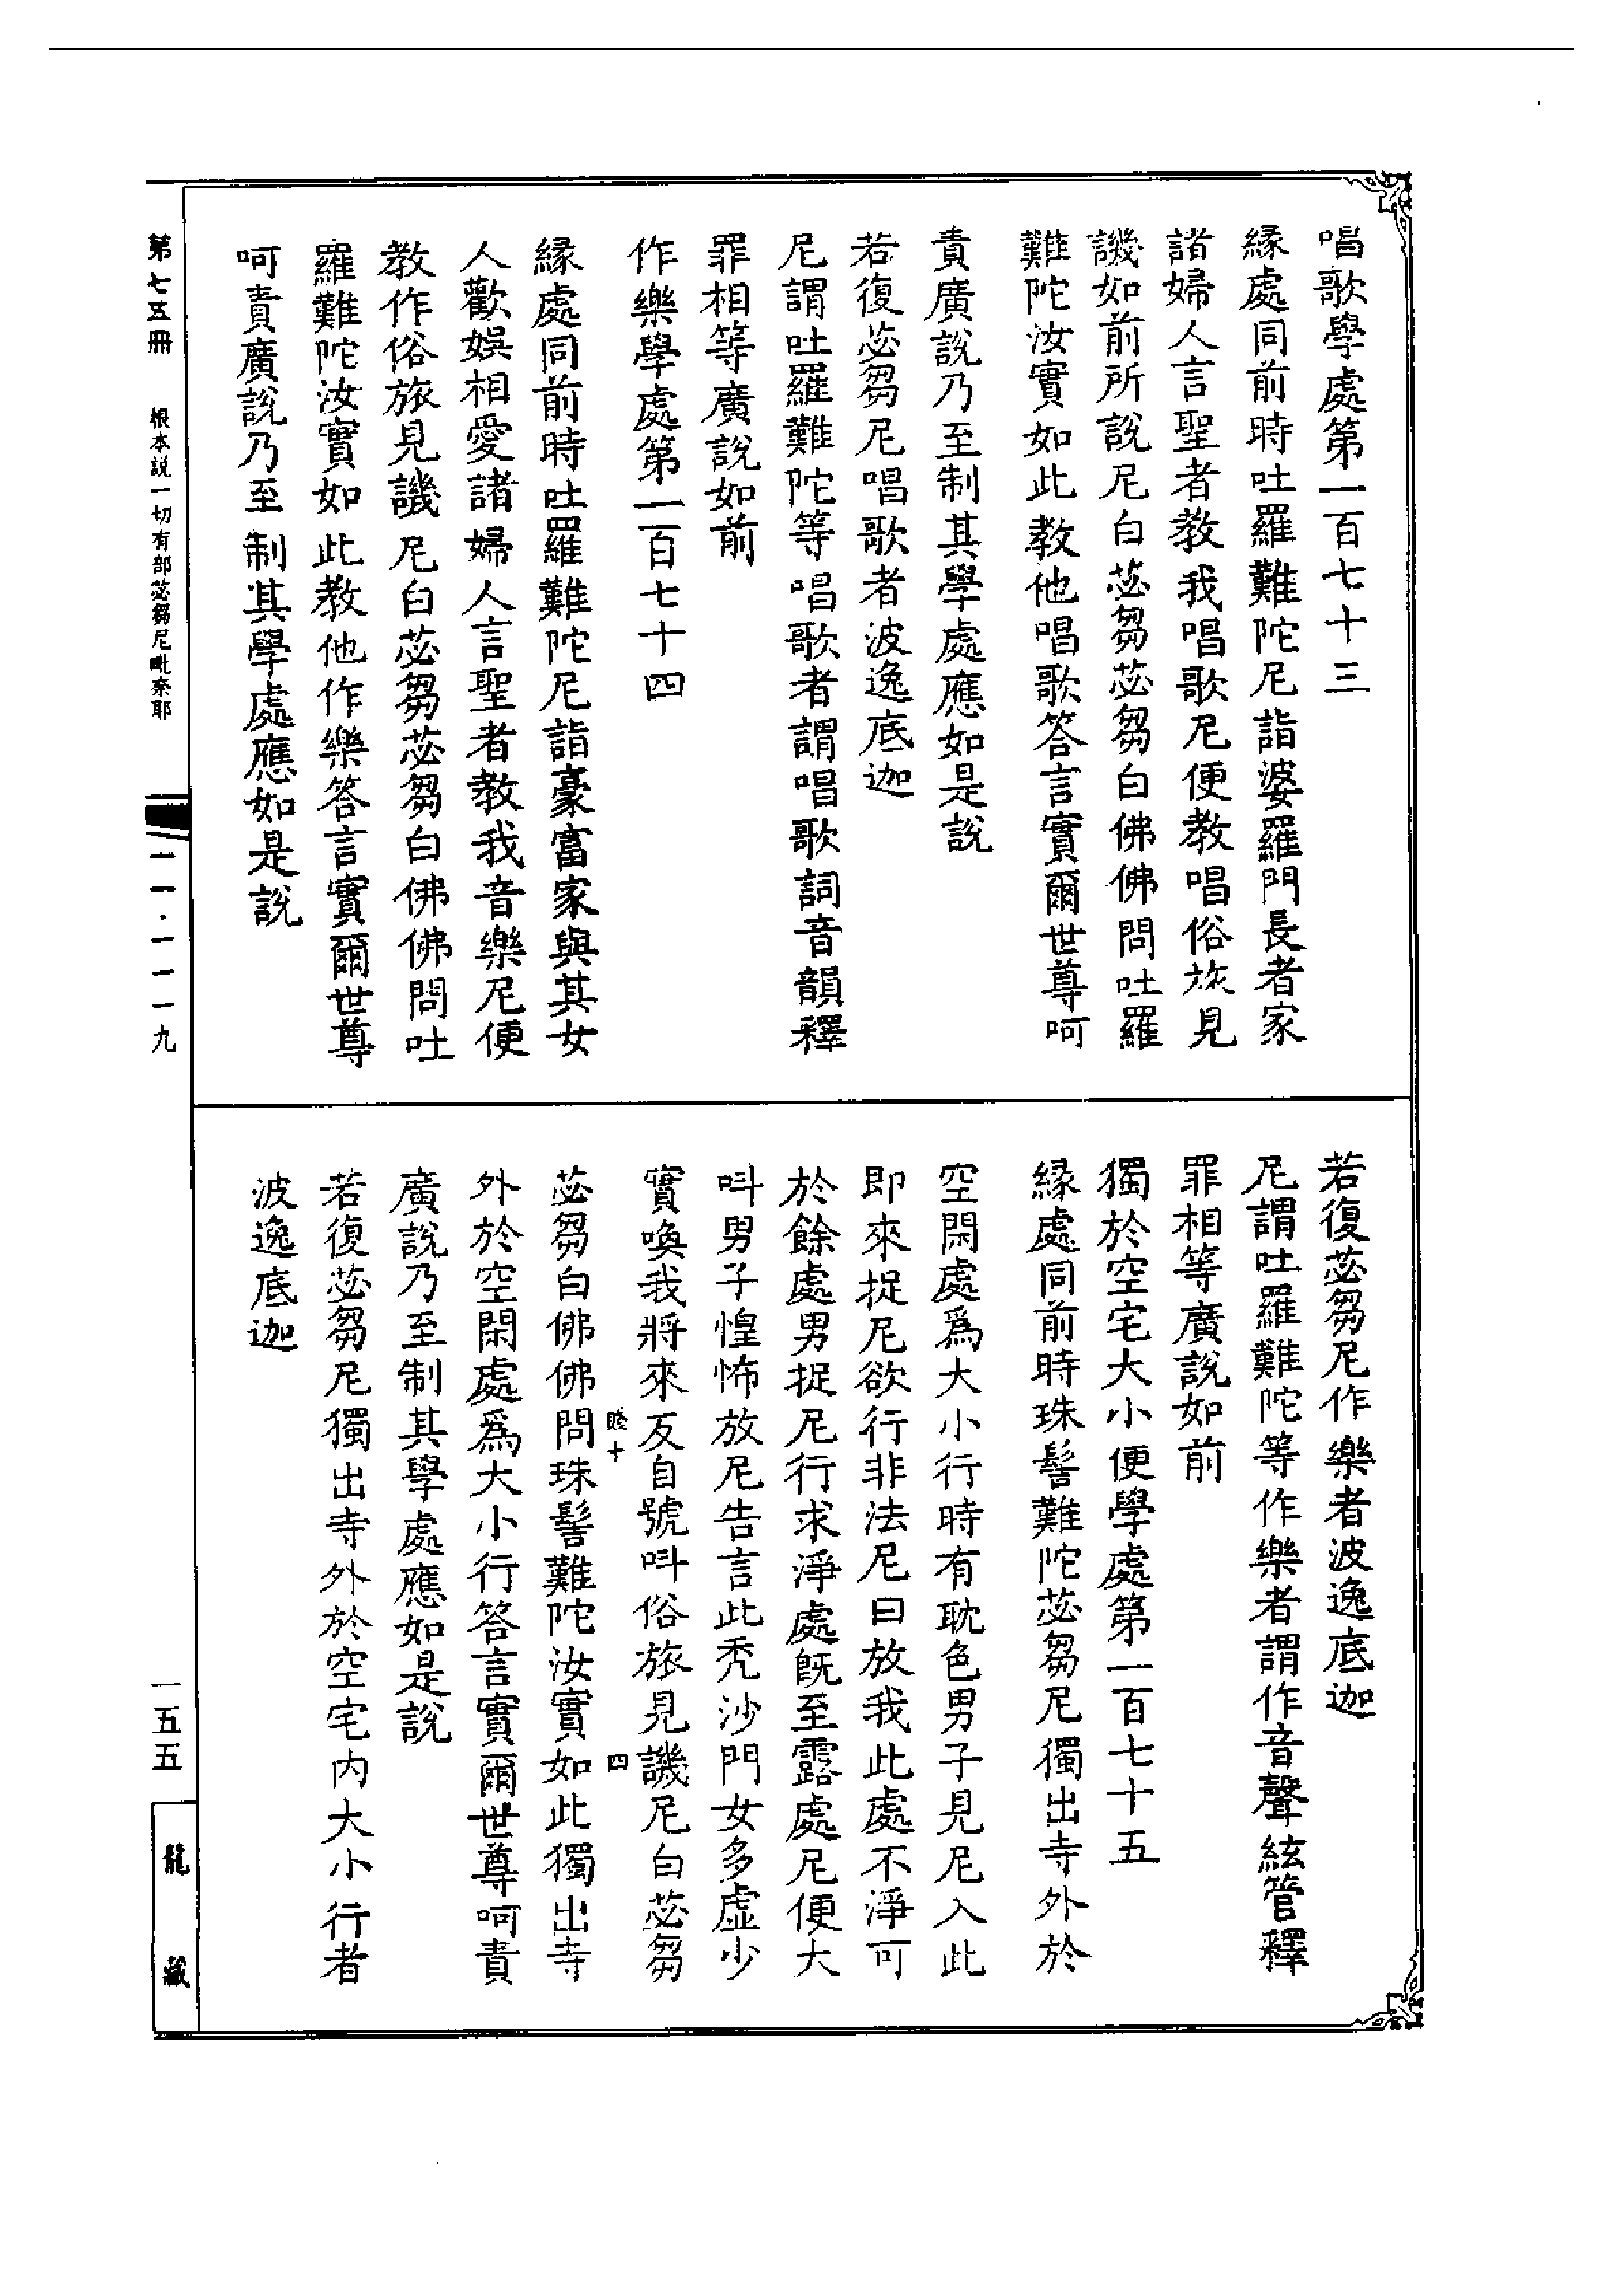 唱歌學處第一百七十三
緣處同前時吐羅難陀尼詣婆羅門長者家
諸婦人言聖者教我唱歌尼便教唱俗旅見
譏如前所說尼白苾芻苾芻白佛佛問吐羅
難陀汝實如此教他唱歌答言實爾世尊呵
責廣說乃至制其學處應如是說
若復苾芻尼唱歌者波逸底迦
尼謂吐羅難陀等唱歌者謂唱歌詞音韻釋
罪相等廣說如前
作樂學處第一百七十四
緣處同前時吐羅難陀尼詣豪富家與其女
人歡娛相愛諸婦人言聖者教我音樂尼便
教作俗旅見譏尼白苾芻苾芻白佛佛問吐
羅難陀汝實如此教他作樂答言實爾世尊
呵責廣說乃至制其學處應如是說
若復苾芻尼作樂者波逸底迦
尼謂吐羅難陀等作樂者謂作音聲絃管釋
罪相等廣說如前
獨於空宅大小便學處第一百七十五
緣處同前時珠髻難陀苾芻尼獨出寺外於
空閑處爲大小行時有耽色男子見尼入此
即來捉尼欲行非法尼曰放我此處不淨可
於餘處男捉尼行求淨處既至露處尼便大
呌男子惶怖放尼告言此禿沙門女多虛少
實喚我將來反自號呌俗旅見譏尼白苾芻
賒十
四
苾芻白佛佛問珠髻難陀汝實如此獨出寺
外於空閑處爲大小行答言實爾世尊呵責
廣說乃至制其學處應如是說
若復苾芻尼獨出寺外於空宅内大小行者
波逸底迦
第七五冊
根本説一切有部苾芻尼毗奈耶
一一·一一一九
一五五
龍藏